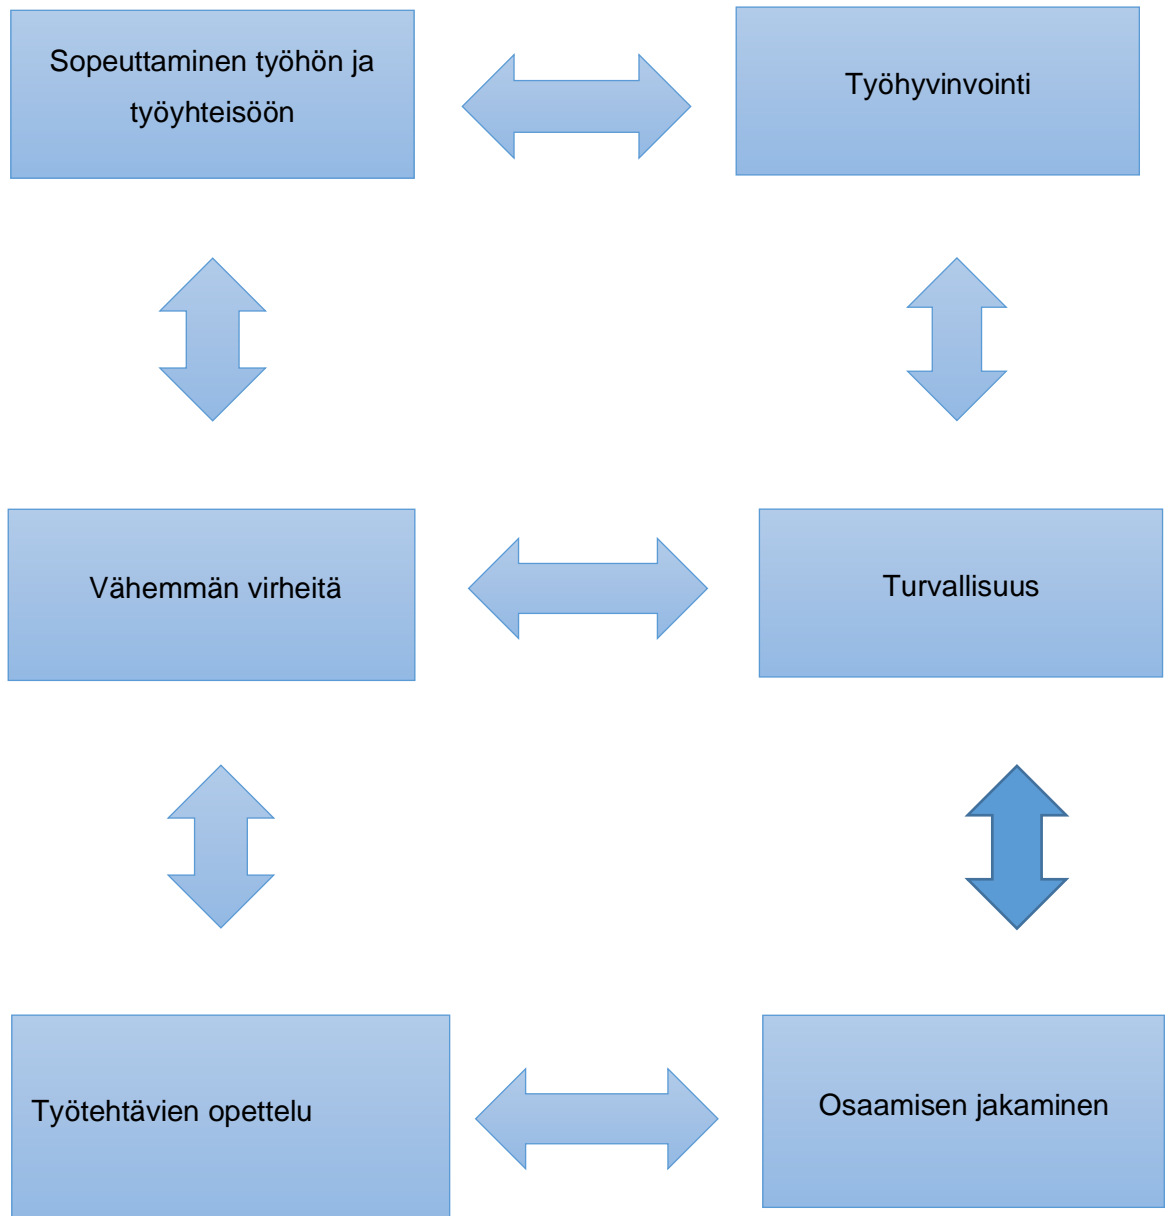 Sopeuttaminen työhön ja
työyhteisöön
Työhyvinvointi
Vähemmän virheitä
Turvallisuus
Työtehtävien opettelu
Osaamisen jakaminen